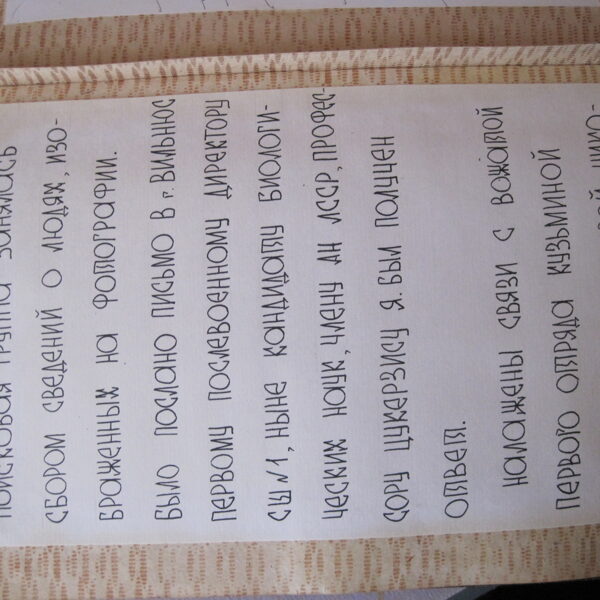 поисковая группа занялась
сбором сведений о людях, изо-
браженных на фотографии.
Было послано письмо в г. Вильнюс
первому послевоенному директору
СШ №1, ныне кандидату биологи-
ческих наук, члену АН ЛССР, профес-
сору Цукерзису Я. Был получен
ответ.
Налажены связи с вожатой
первого отряда Кузьминой